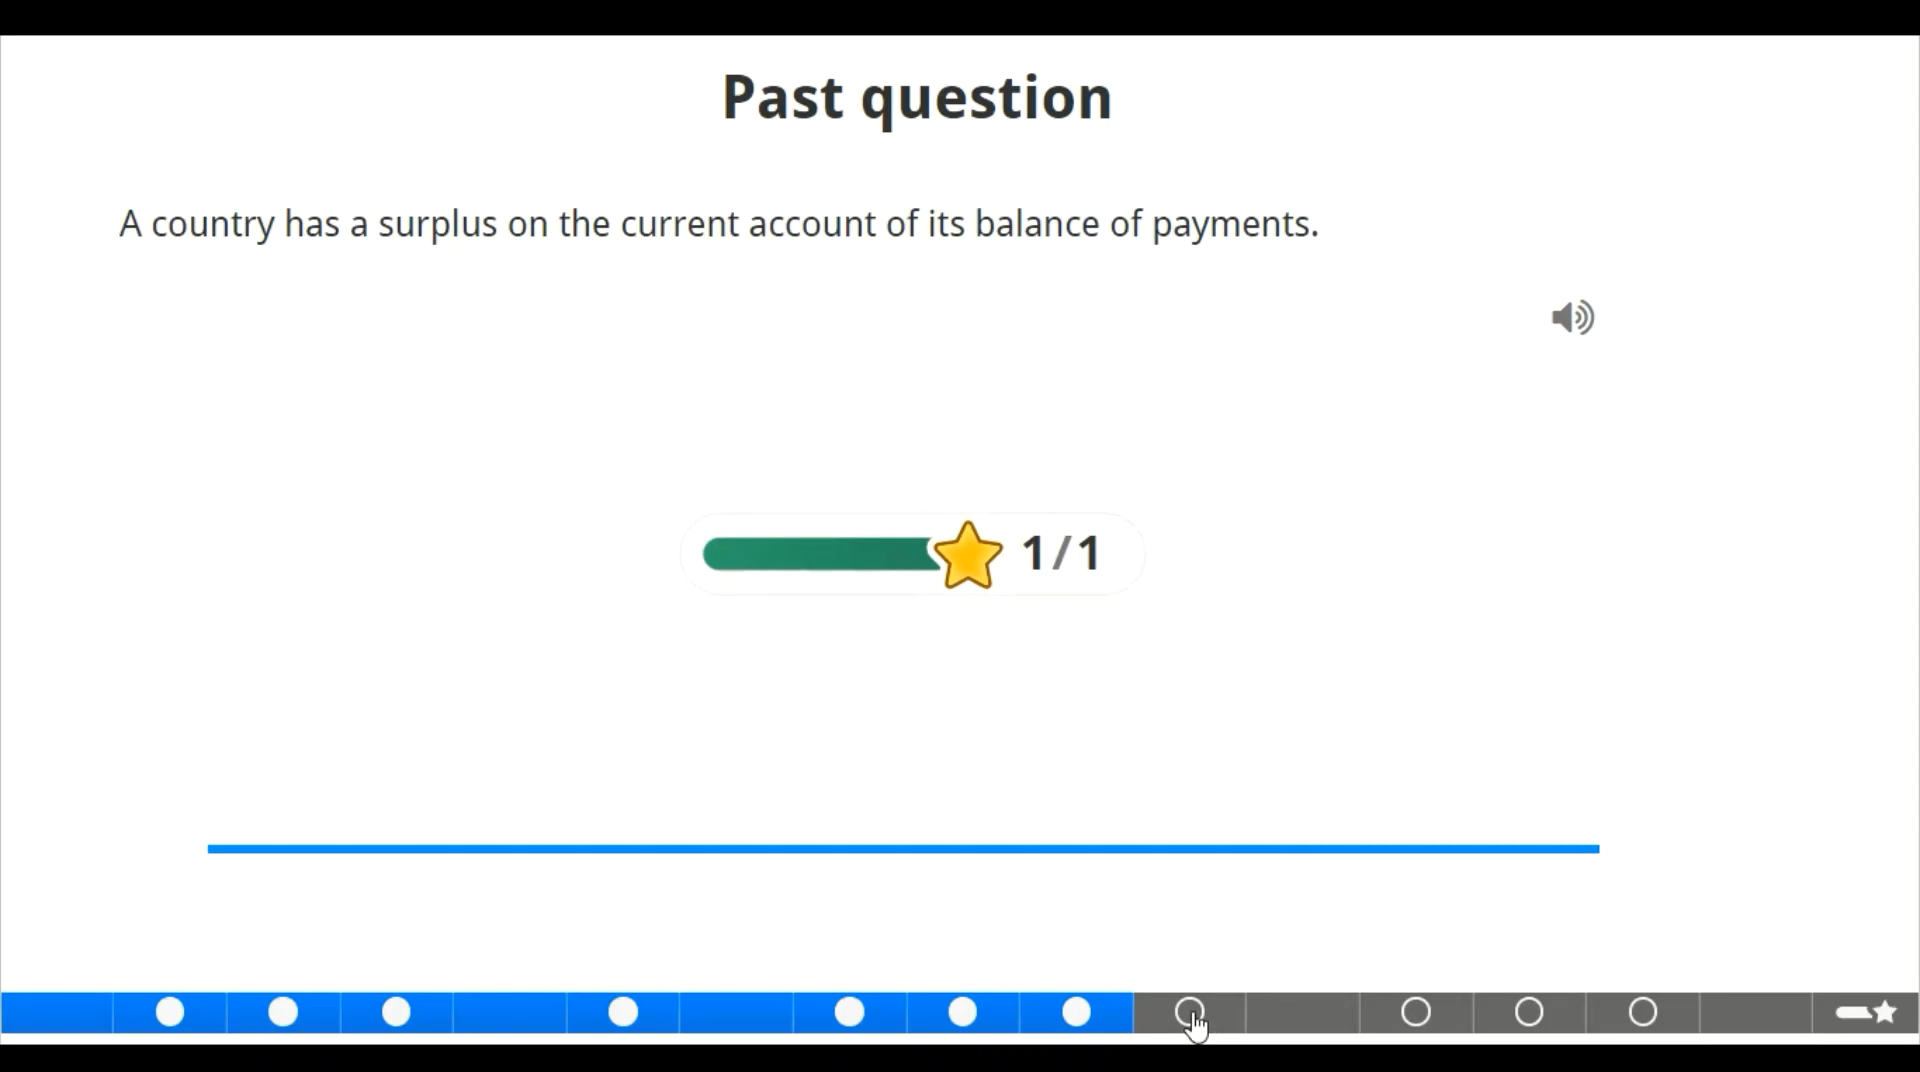 Past question
A country has a surplus on the current account of its balance of payments.
1/1